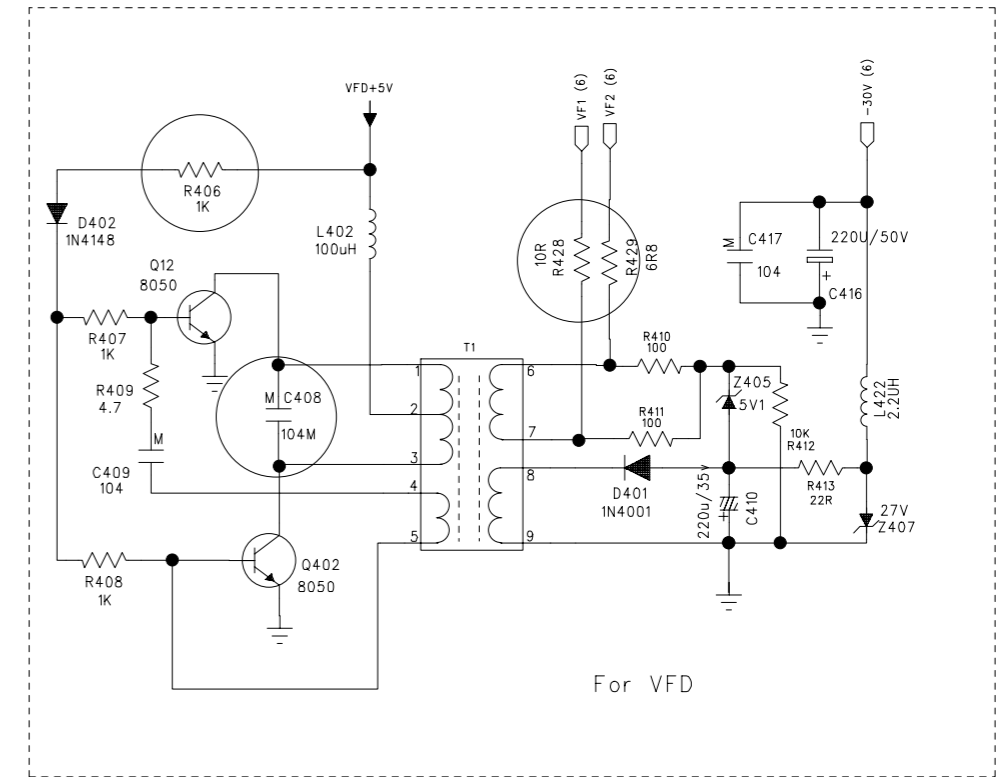 VFD+5V
VF1 (6)
VF2 (6)
-30V (6)
R406
1K
D402
1N4148
L402
100uH
10R
R428
R429
6R8
M
C417
104
220U/50V
+
C416
Q12
8050
R407
1K
R409
4.7
M
C409
104
M
C408
104M
T1
1
2
3
4
5
6
7
8
9
R410
100
R411
100
Z405
5V1
10K
R412
L422
2.2UH
D401
1N4001
220u/35v
+
C410
R413
22R
27V
Z407
R408
1K
Q402
8050
For VFD